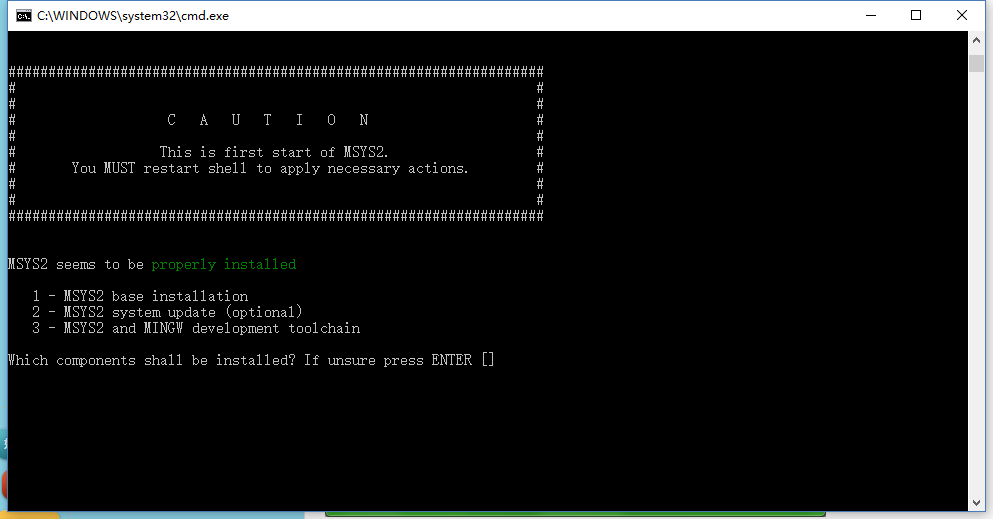 C:\WINDOWS\system32\cmd.exe
###################################################################
#                                                                 #
#                                                                 #
#                   C   A   U   T   I   O   N                     #
#                                                                 #
#                  This is first start of MSYS2.                  #
#       You MUST restart shell to apply necessary actions.        #
#                                                                 #
#                                                                 #
###################################################################
MSYS2 seems to be properly installed
1 - MSYS2 base installation
2 - MSYS2 system update (optional)
3 - MSYS2 and MINGW development toolchain
Which components shall be installed? If unsure press ENTER []